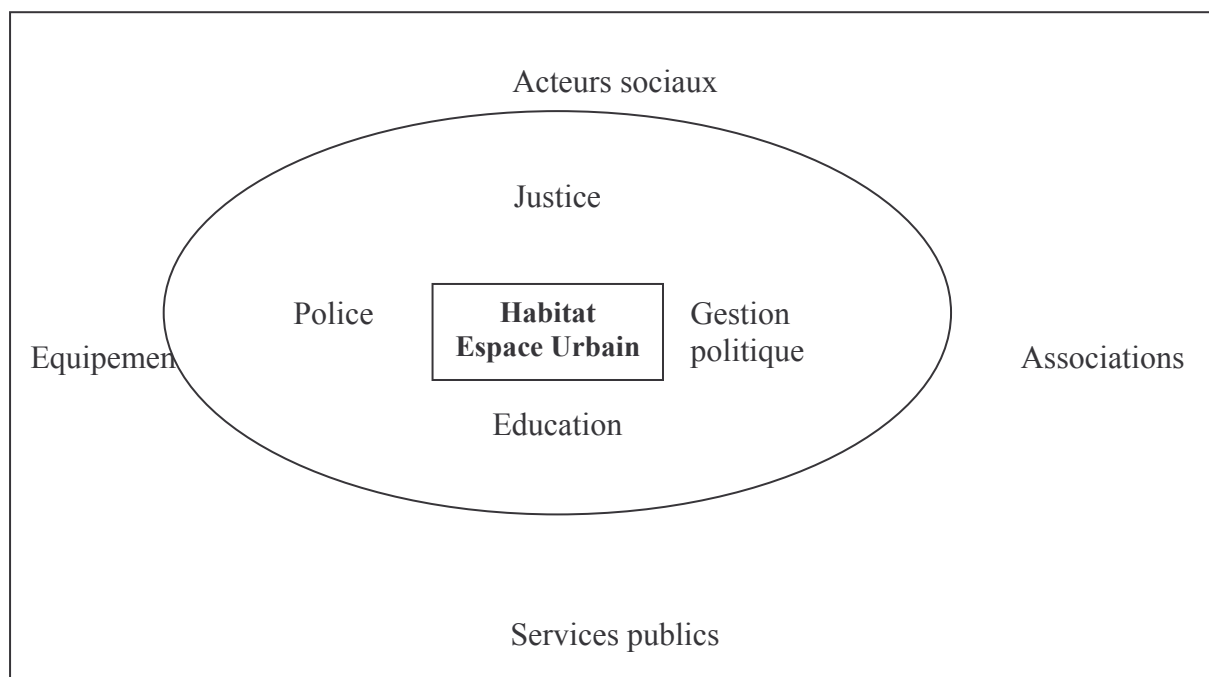 Acteurs sociaux
Justice
Police
Habitat
Espace Urbain
Gestion
politique
Equipemen
Associations
Education
Services publics